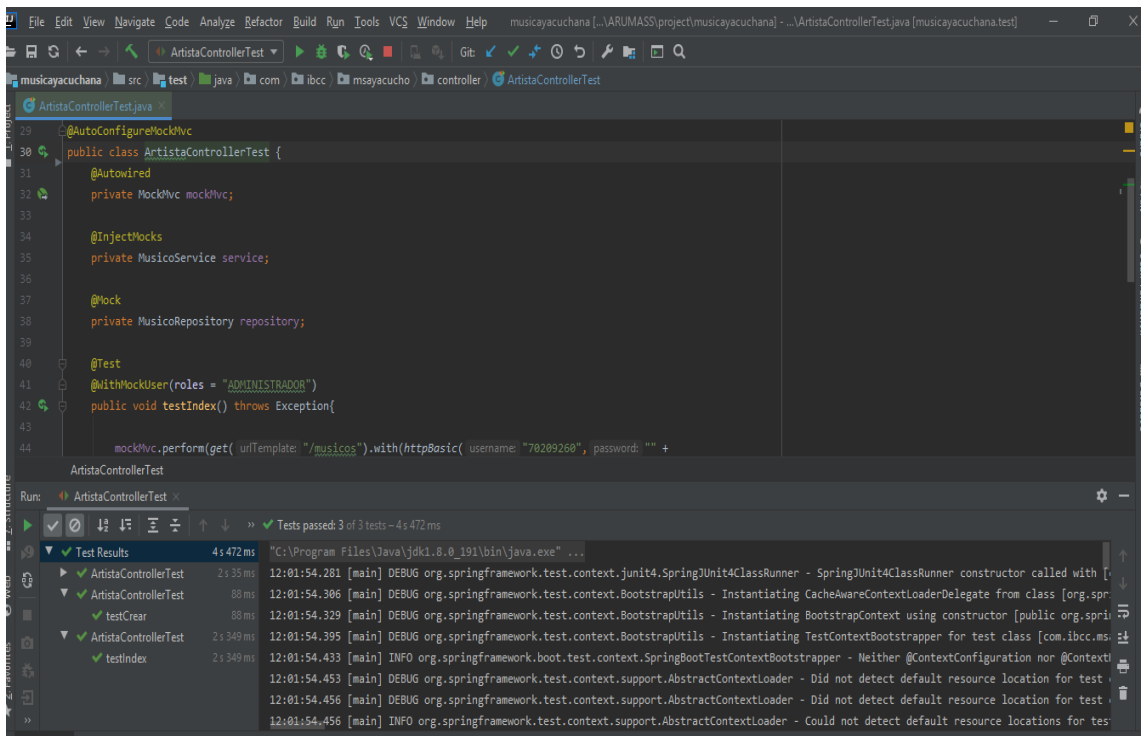 File Edit View Navigate Code Analyze Refactor Build Run Tools VCS Window Help musicayacuchana [...\ARUMASS\project\musicayacuchana] - ...\ArtistaControllerTest.java [musicayacuchana.test]
ArtistaControllerTest Git:
musicayacuchana src test java com ibcc msayacucho controller ArtistaControllerTest
ArtistaControllerTest.java
Project
29 @AutoConfigureMockMvc
30 public class ArtistaControllerTest {
31 @Autowired
32 private MockMvc mockMvc;
33
34 @InjectMocks
35 private MusicoService service;
36
37 @Mock
38 private MusicoRepository repository;
39
40 @Test
41 @WithMockUser(roles = "ADMINISTRADOR")
42 public void testIndex() throws Exception{
43
44 mockMvc.perform(get( urlTemplate: "/musicos").with(httpBasic( username: "70209260", password: "" +
ArtistaControllerTest
Run: ArtistaControllerTest
Tests passed: 3 of 3 tests – 4 s 472 ms
Test Results 4 s 472 ms "C:\Program Files\Java\jdk1.8.0_191\bin\java.exe" ...
ArtistaControllerTest 2 s 35 ms 12:01:54.281 [main] DEBUG org.springframework.test.context.junit4.SpringJUnit4ClassRunner - SpringJUnit4ClassRunner constructor called with [
ArtistaControllerTest 88 ms 12:01:54.306 [main] DEBUG org.springframework.test.context.BootstrapUtils - Instantiating CacheAwareContextLoaderDelegate from class [org.spr
testCrear 88 ms 12:01:54.329 [main] DEBUG org.springframework.test.context.BootstrapUtils - Instantiating BootstrapContext using constructor [public org.spri
ArtistaControllerTest 2 s 349 ms 12:01:54.395 [main] DEBUG org.springframework.test.context.BootstrapUtils - Instantiating TestContextBootstrapper for test class [com.ibcc.ms
testIndex 2 s 349 ms 12:01:54.433 [main] INFO org.springframework.boot.test.context.SpringBootTestContextBootstrapper - Neither @ContextConfiguration nor @Context
12:01:54.453 [main] DEBUG org.springframework.test.context.support.AbstractContextLoader - Did not detect default resource location for test
12:01:54.456 [main] DEBUG org.springframework.test.context.support.AbstractContextLoader - Did not detect default resource location for test
12:01:54.456 [main] INFO org.springframework.test.context.support.AbstractContextLoader - Could not detect default resource locations for tes